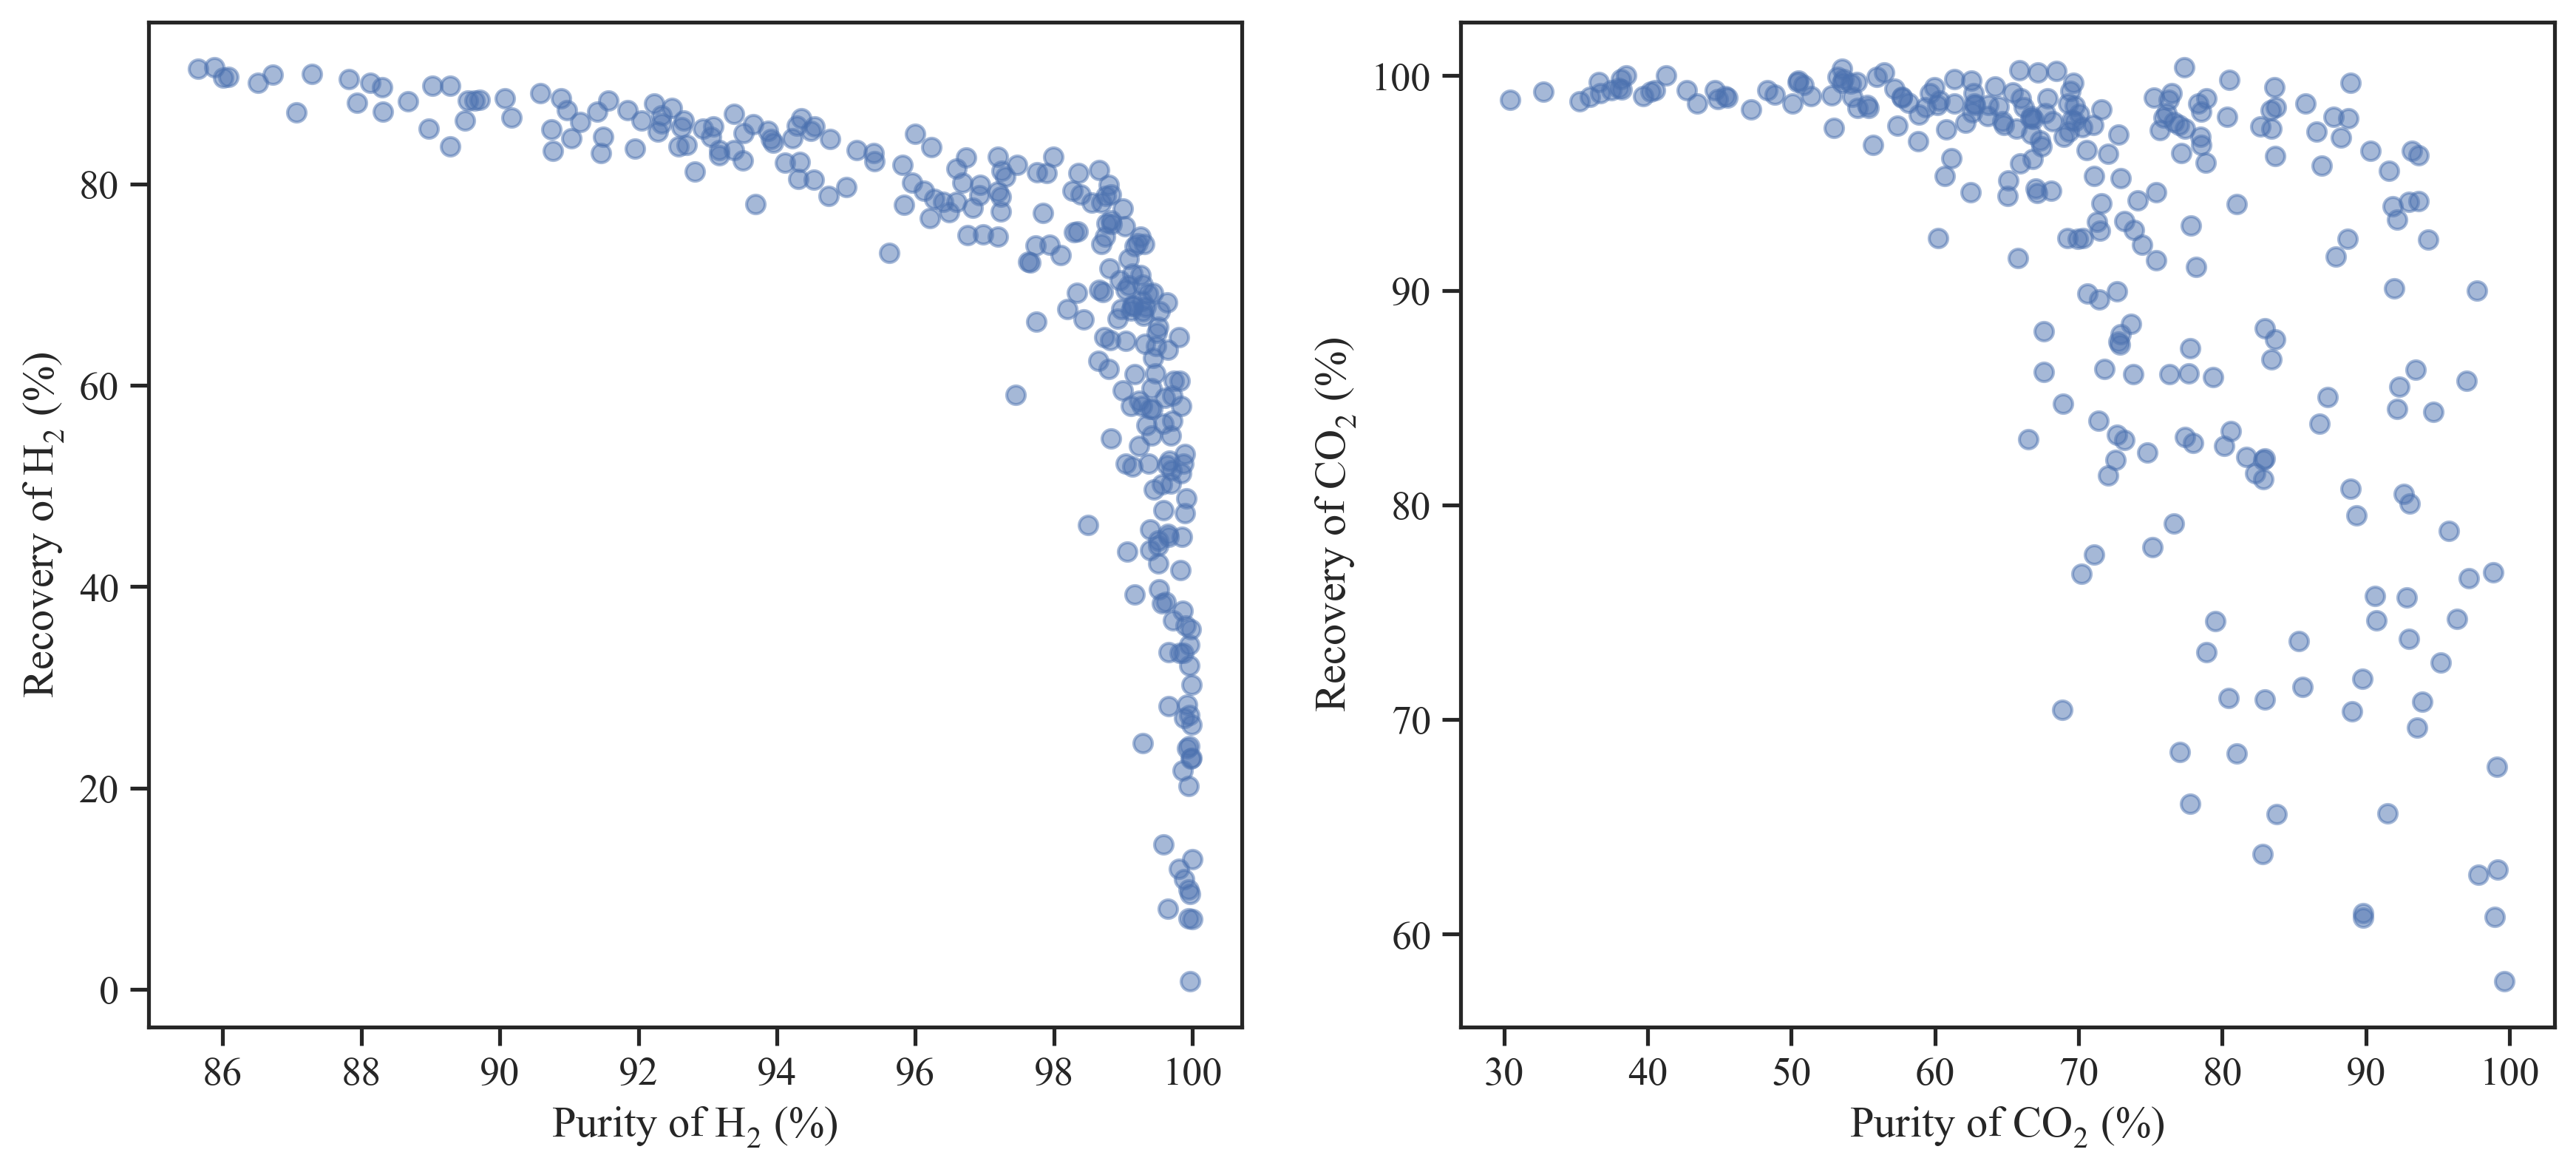 80
60
40
20
0
Recovery of H₂ (%)
86 88 90 92 94 96 98 100
Purity of H₂ (%)
100
90
80
70
60
Recovery of CO₂ (%)
30 40 50 60 70 80 90 100
Purity of CO₂ (%)